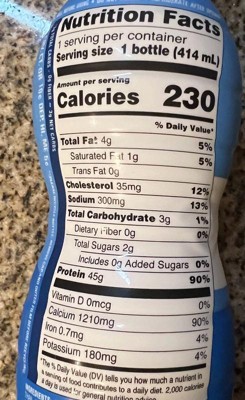 Nutrition Facts
1 serving per container
Serving size 1 bottle (414 mL)
Amount per serving
Calories 230
% Daily Value*
Total Fat 4g 5%
Saturated Fat 1g 5%
Trans Fat 0g
Cholesterol 35mg 12%
Sodium 300mg 13%
Total Carbohydrate 3g 1%
Dietary Fiber 0g 0%
Total Sugars 2g
Includes 0g Added Sugars 0%
Protein 45g 90%
Vitamin D 0mcg 0%
Calcium 1210mg 90%
Iron 0.7mg 4%
Potassium 180mg 4%
*The % Daily Value (DV) tells you how much a nutrient in
a serving of food contributes to a daily diet. 2,000 calories
a day is used for general nutrition advice.